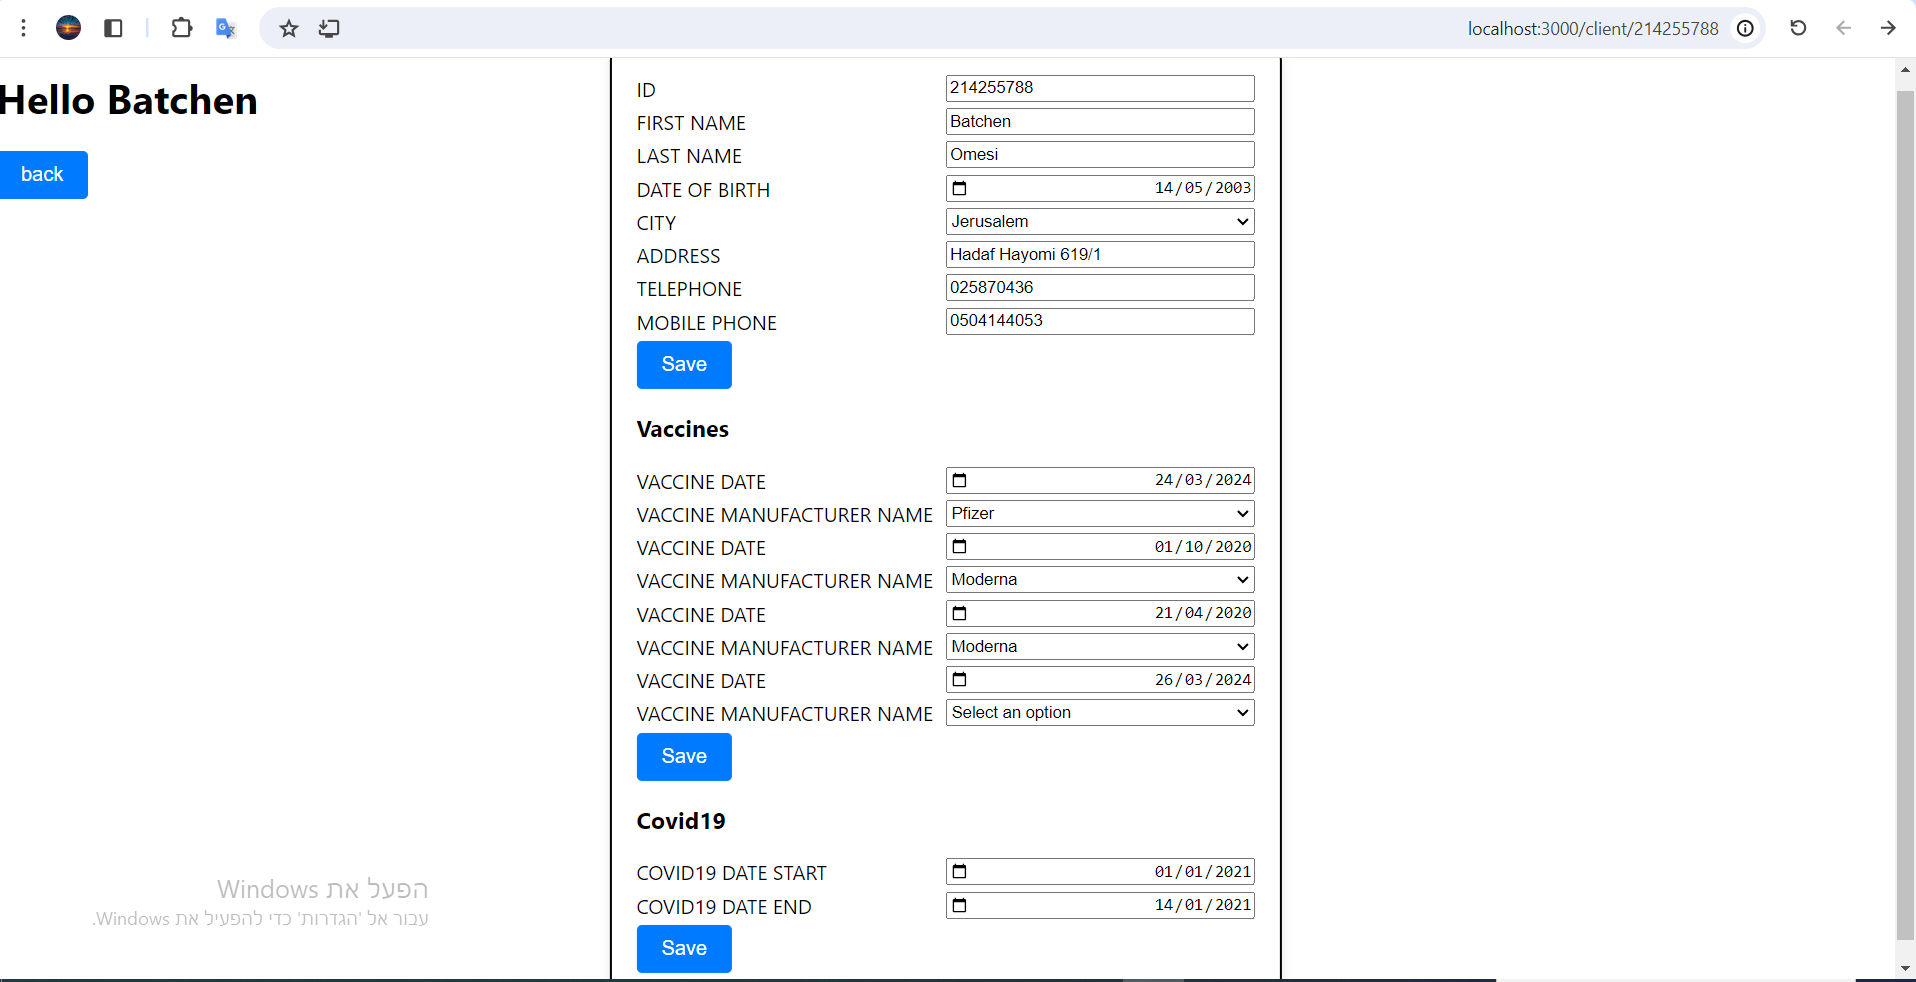 localhost:3000/client/214255788
Hello Batchen
back
ID 214255788
FIRST NAME Batchen
LAST NAME Omesi
DATE OF BIRTH 14/05/2003
CITY Jerusalem
ADDRESS Hadaf Hayomi 619/1
TELEPHONE 025870436
MOBILE PHONE 0504144053
Save
Vaccines
VACCINE DATE 24/03/2024
VACCINE MANUFACTURER NAME Pfizer
VACCINE DATE 01/10/2020
VACCINE MANUFACTURER NAME Moderna
VACCINE DATE 21/04/2020
VACCINE MANUFACTURER NAME Moderna
VACCINE DATE 26/03/2024
VACCINE MANUFACTURER NAME Select an option
Save
Covid19
COVID19 DATE START 01/01/2021
COVID19 DATE END 14/01/2021
Save
הפעל את Windows
עבור אל 'הגדרות' כדי להפעיל את Windows.